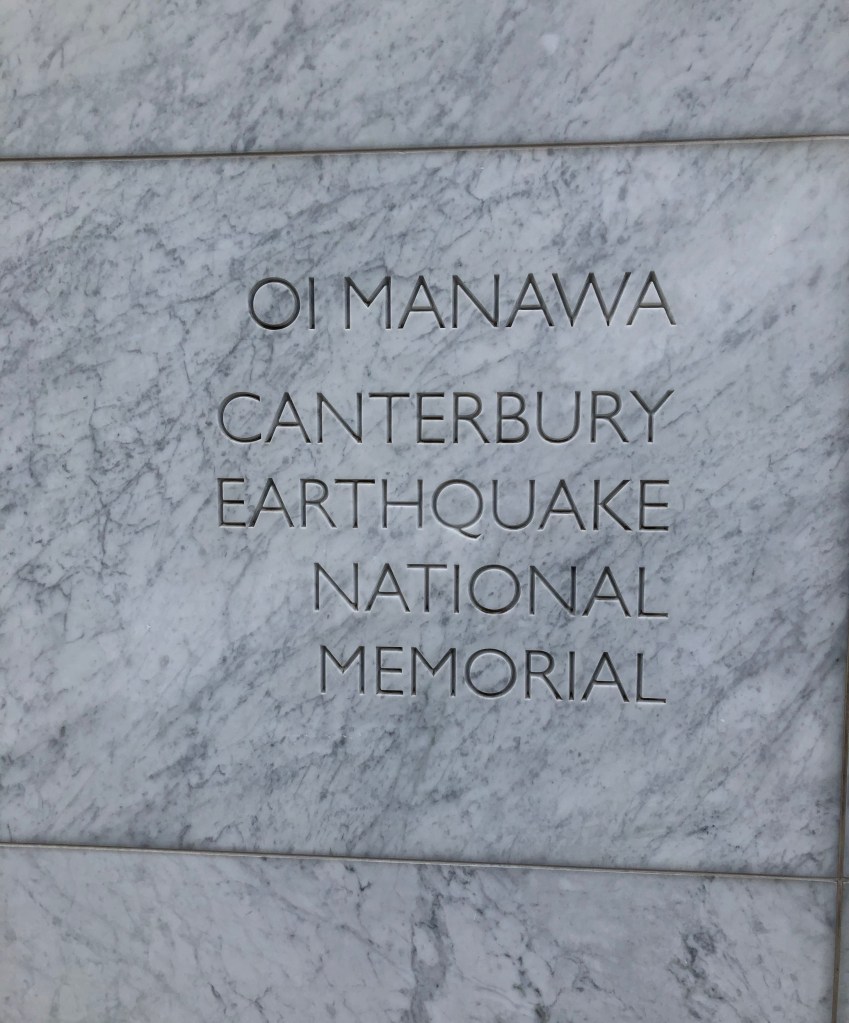 OI MANAWA
CANTERBURY
EARTHQUAKE
NATIONAL
MEMORIAL